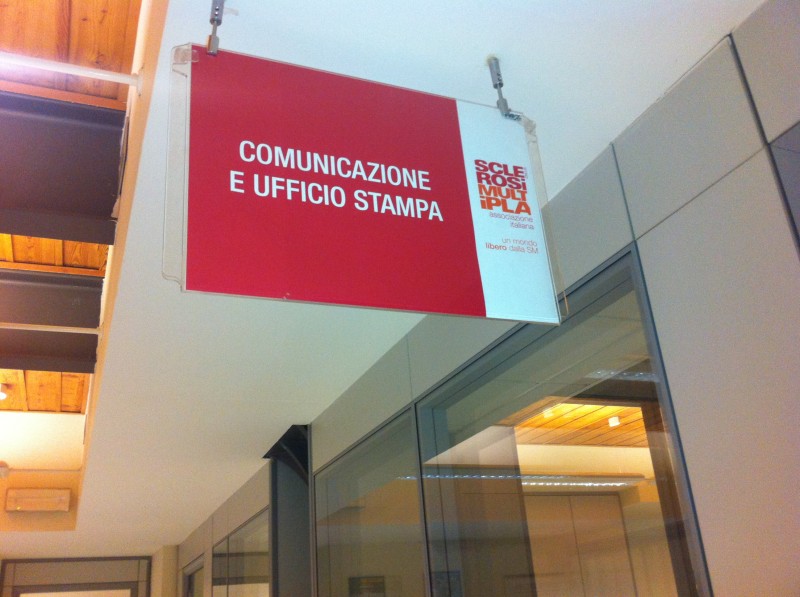 COMUNICAZIONE
E UFFICIO STAMPA
SCLE
ROSi
MULT
iPLA
associazione
italiana
un mondo
libero dalla SM